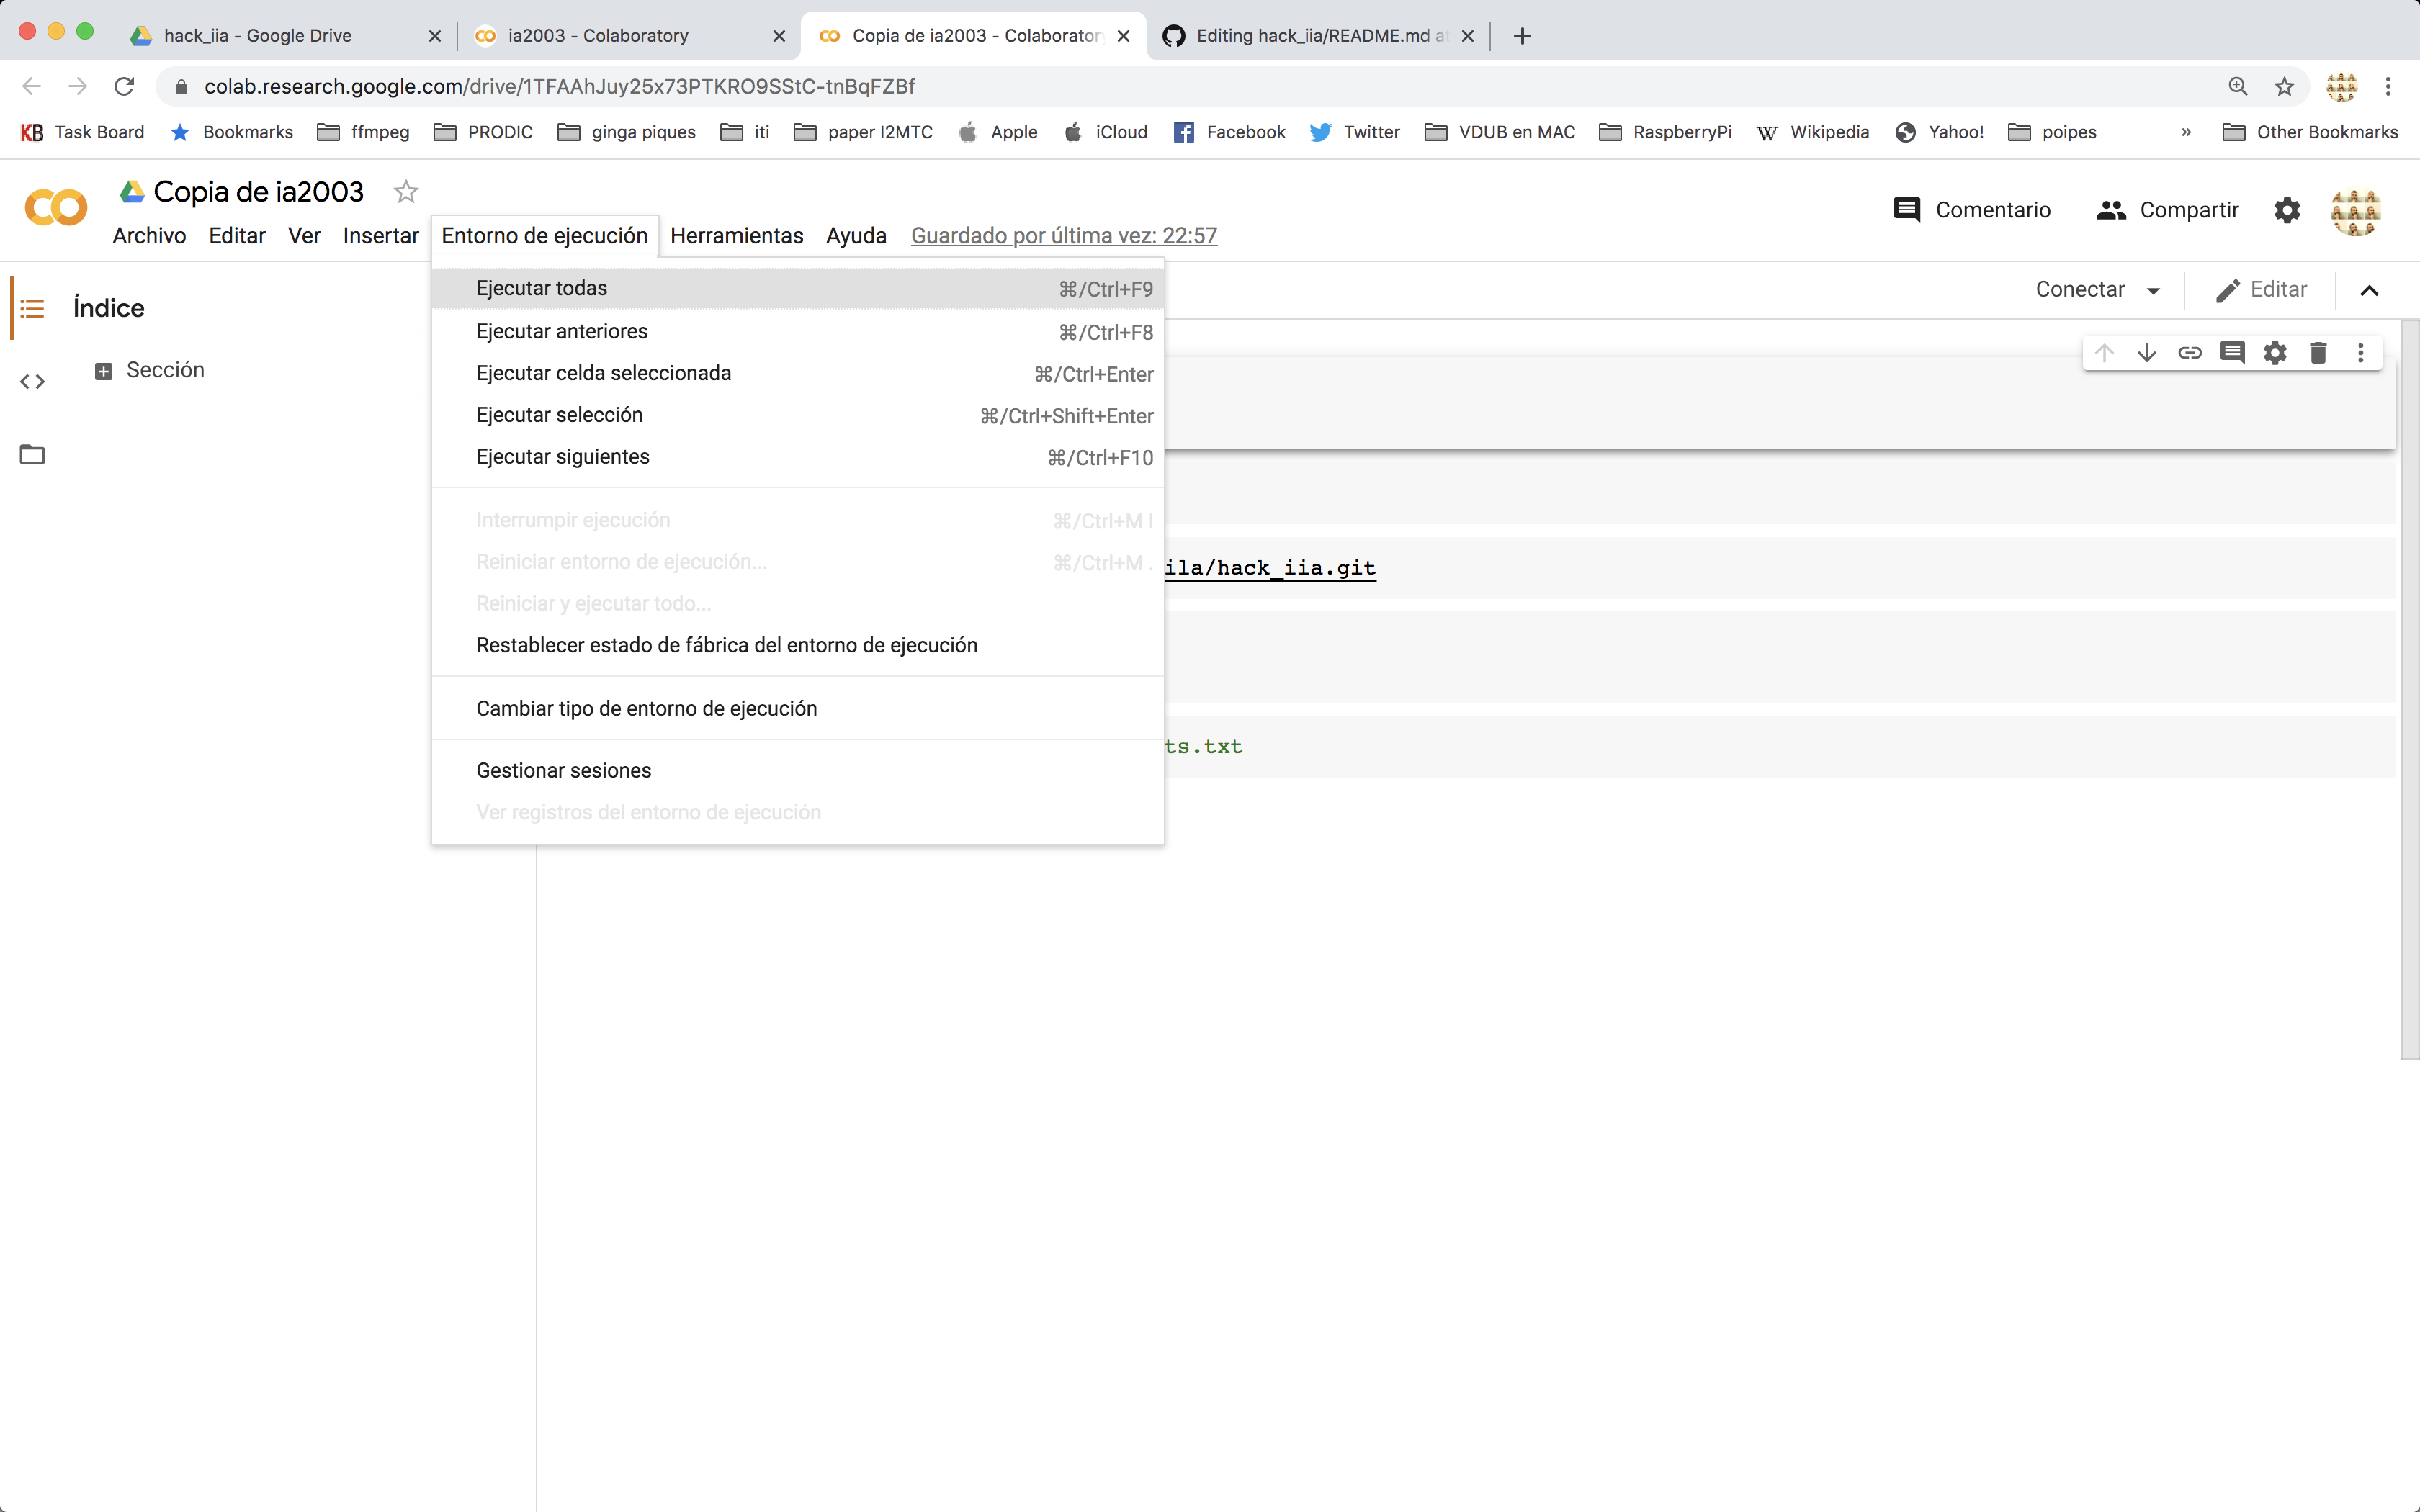 hack_iia - Google Drive
ia2003 - Colaboratory
Copia de ia2003 - Colaboratory
Editing hack_iia/README.md at
colab.research.google.com/drive/1TFAAhJuy25x73PTKRO9SStC-tnBqFZBf
KB Task Board Bookmarks ffmpeg PRODIC ginga piques iti paper I2MTC Apple iCloud Facebook Twitter VDUB en MAC RaspberryPi W Wikipedia Yahoo! poipes » Other Bookmarks
Copia de ia2003
Comentario Compartir
Archivo Editar Ver Insertar Entorno de ejecución Herramientas Ayuda Guardado por última vez: 22:57
Índice
Sección
Conectar Editar
Ejecutar todas ⌘/Ctrl+F9
Ejecutar anteriores ⌘/Ctrl+F8
Ejecutar celda seleccionada ⌘/Ctrl+Enter
Ejecutar selección ⌘/Ctrl+Shift+Enter
Ejecutar siguientes ⌘/Ctrl+F10
Interrumpir ejecución ⌘/Ctrl+M I
Reiniciar entorno de ejecución... ⌘/Ctrl+M .
Reiniciar y ejecutar todo...
Restablecer estado de fábrica del entorno de ejecución
Cambiar tipo de entorno de ejecución
Gestionar sesiones
Ver registros del entorno de ejecución
ila/hack_iia.git
ts.txt